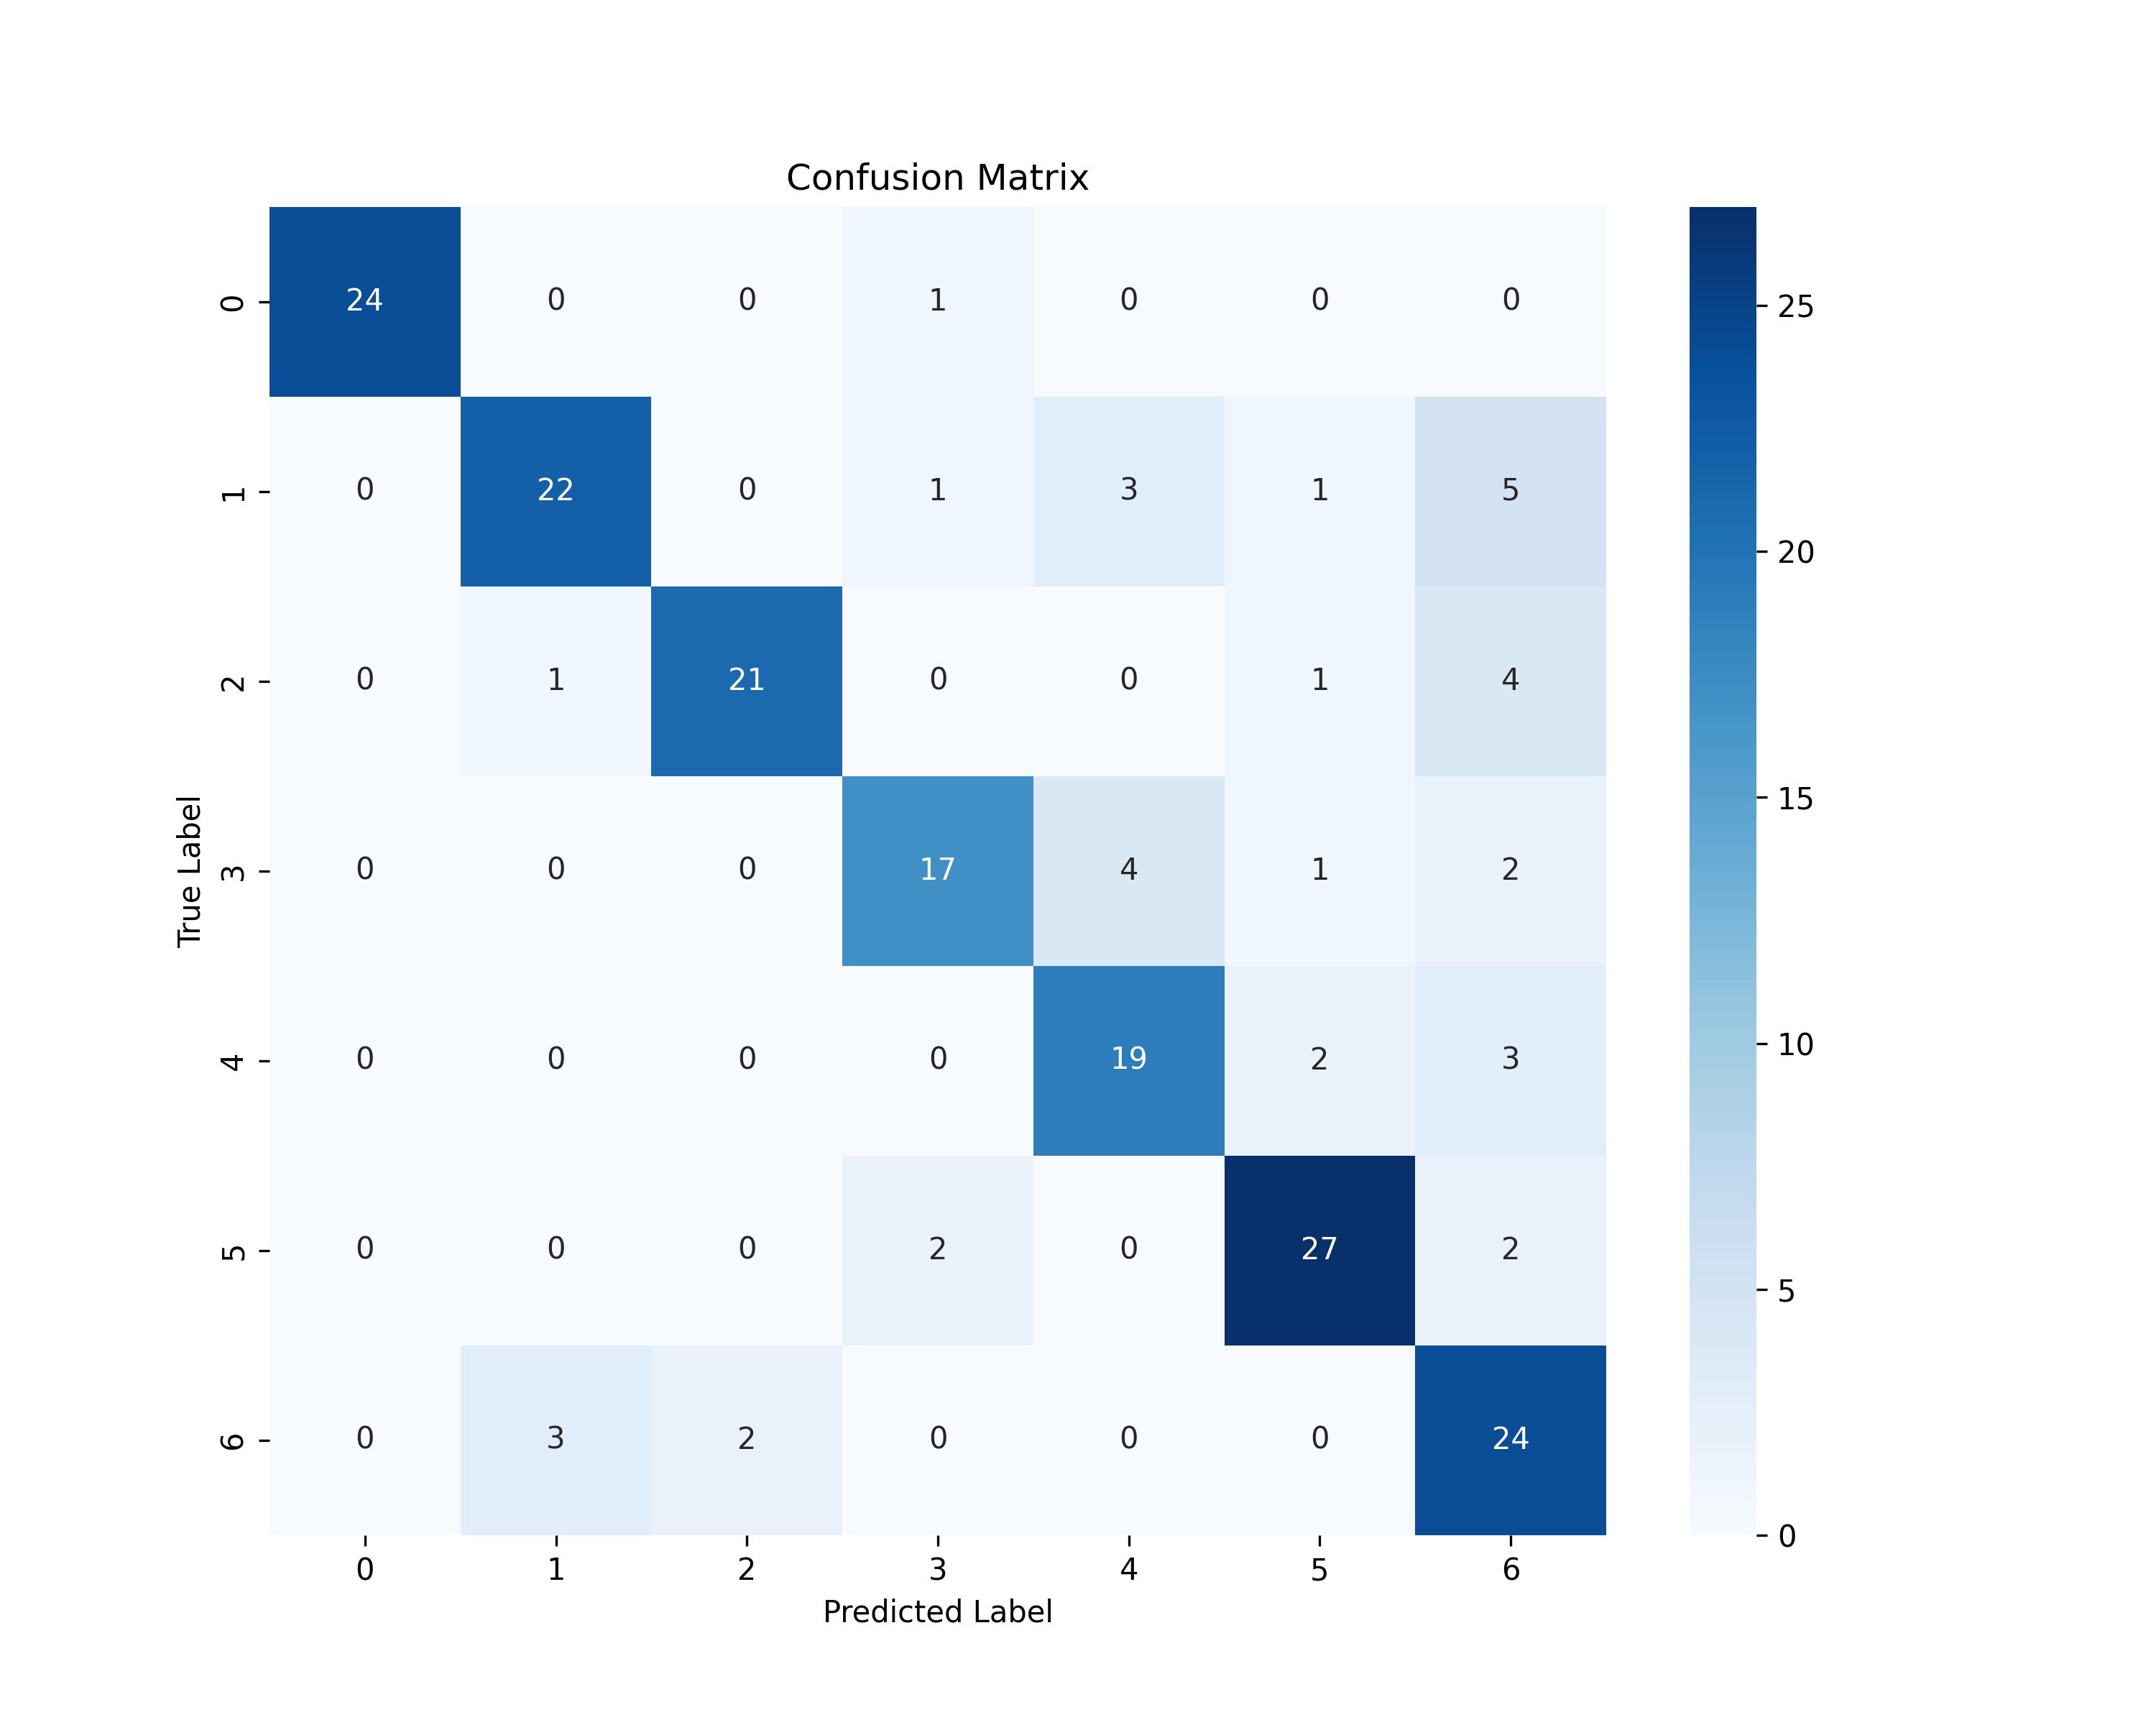 Confusion Matrix
0 24 0 0 1 0 0 0
1 0 22 0 1 3 1 5
2 0 1 21 0 0 1 4
3 0 0 0 17 4 1 2
4 0 0 0 0 19 2 3
5 0 0 0 2 0 27 2
6 0 3 2 0 0 0 24
0 1 2 3 4 5 6
Predicted Label
True Label
25
20
15
10
5
0